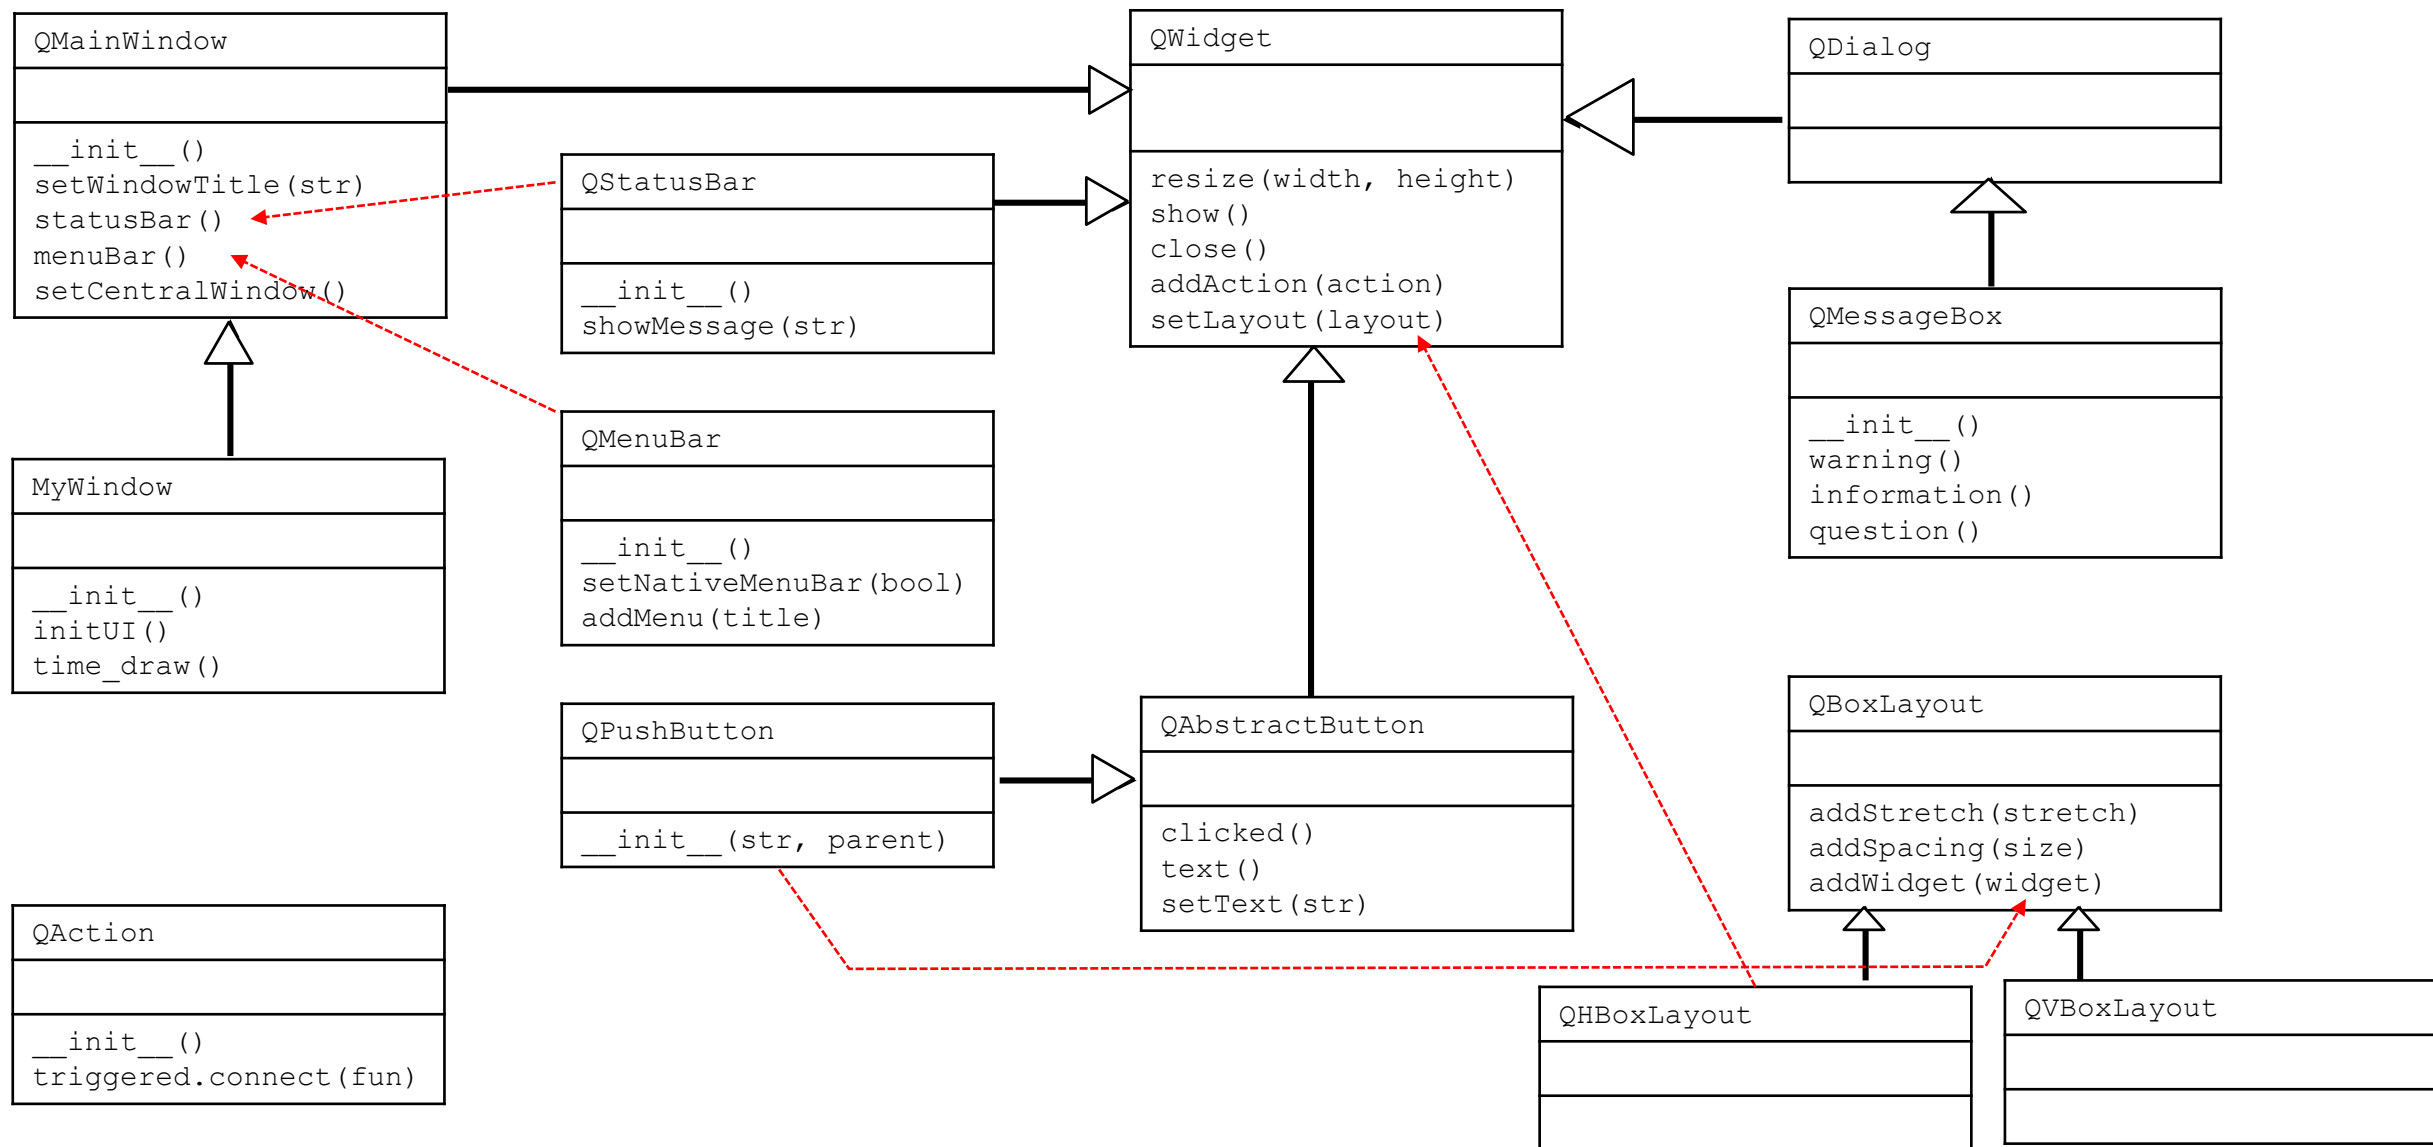 QMainWindow
__init__()
setWindowTitle(str)
statusBar()
menuBar()
setCentralWindow()
QStatusBar
__init__()
showMessage(str)
QWidget
resize(width, height)
show()
close()
addAction(action)
setLayout(layout)
QDialog
QMessageBox
__init__()
warning()
information()
question()
MyWindow
__init__()
initUI()
time_draw()
QMenuBar
__init__()
setNativeMenuBar(bool)
addMenu(title)
QPushButton
__init__(str, parent)
QAbstractButton
clicked()
text()
setText(str)
QBoxLayout
addStretch(stretch)
addSpacing(size)
addWidget(widget)
QAction
__init__()
triggered.connect(fun)
QHBoxLayout
QVBoxLayout